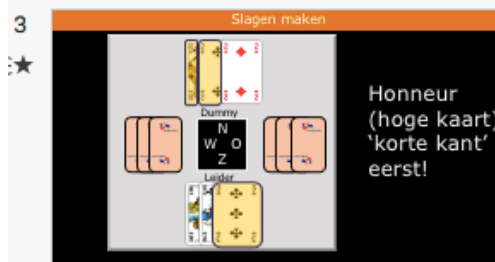 3
Slagen maken
Dummy
N
W O
Z
Leider
Honneur
(hoge kaart)
‘korte kant’
eerst!